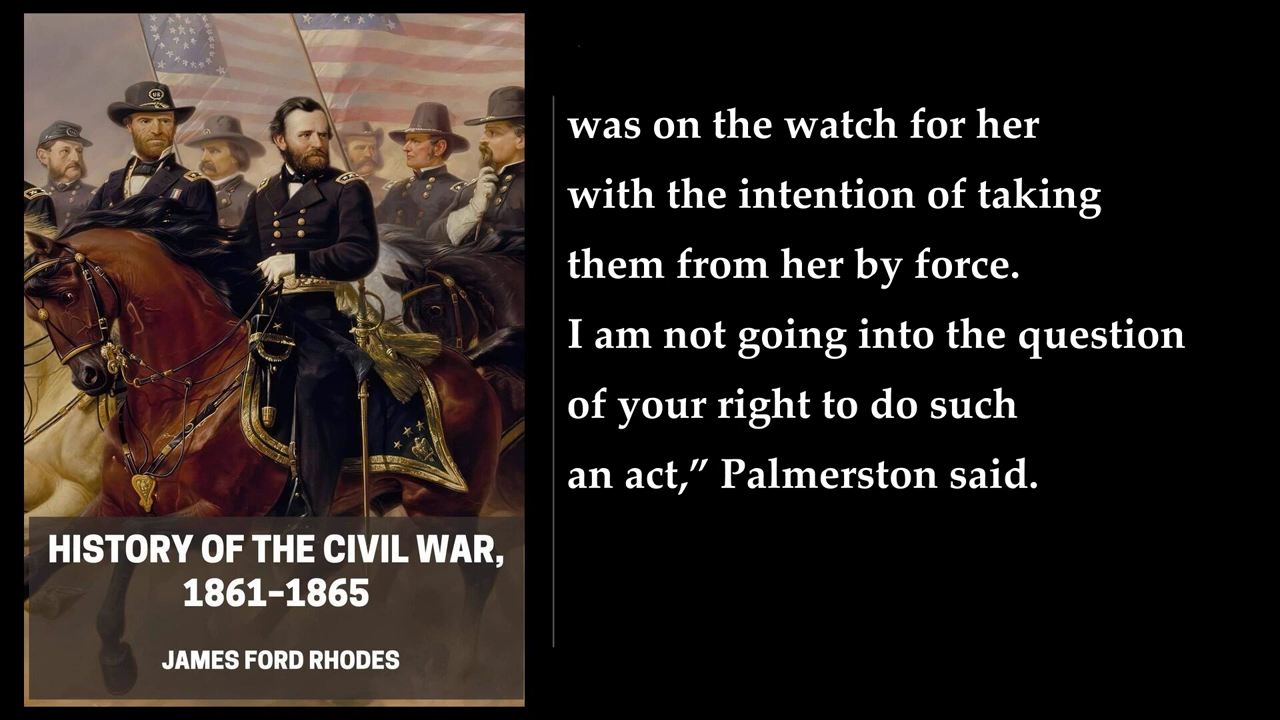 HISTORY OF THE CIVIL WAR,
1861–1865
JAMES FORD RHODES
was on the watch for her
with the intention of taking
them from her by force.
I am not going into the question
of your right to do such
an act,” Palmerston said.